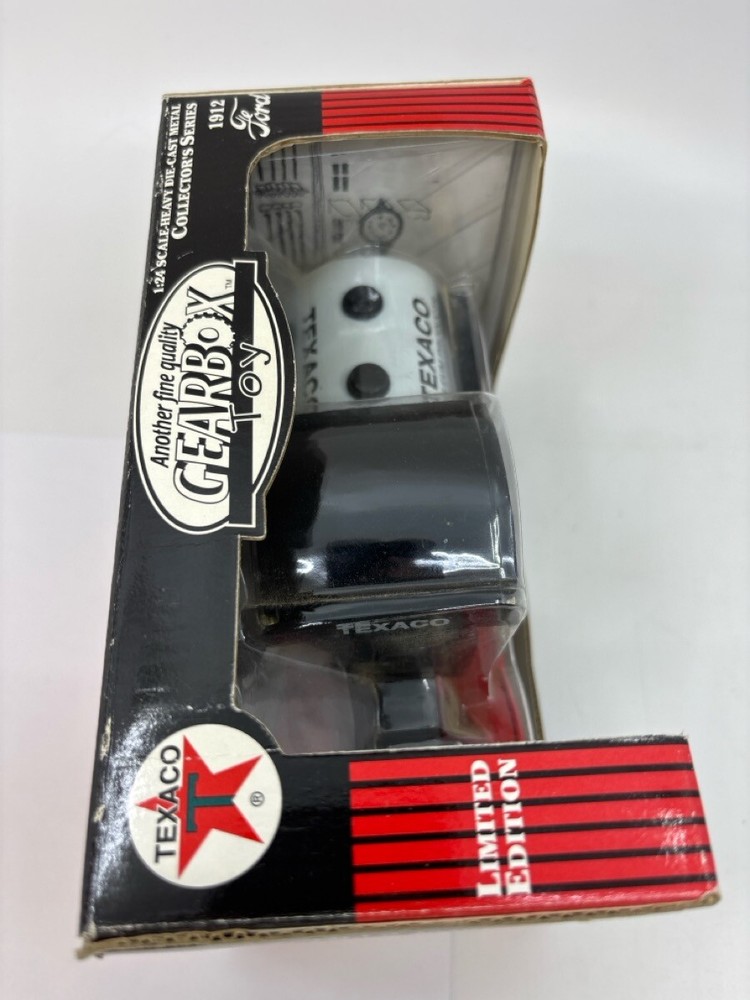 1912
Ford
1:24 SCALE-HEAVY DIE-CAST METAL
COLLECTOR'S SERIES
Another fine quality
GEARBOX™
Toy
TEXACO
TEXACO
TEXACO
TEXACO
T
®
LIMITED
EDITION